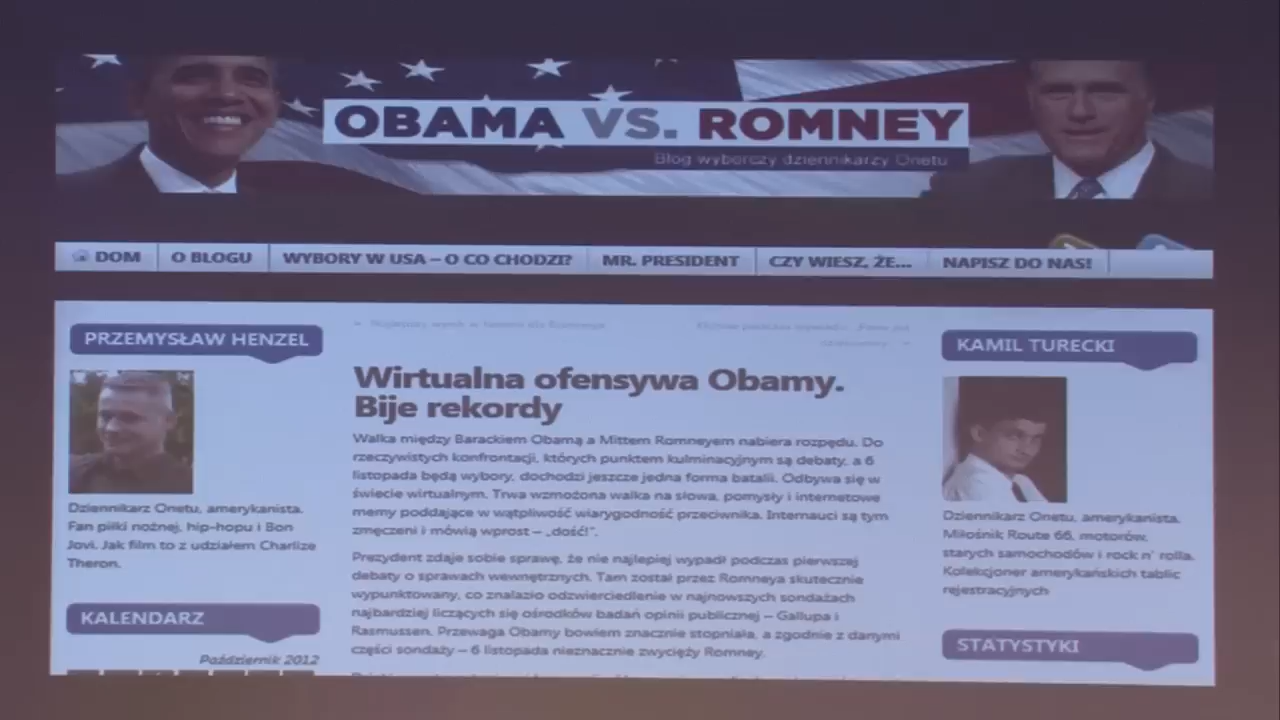 OBAMA VS. ROMNEY
Blog wyborczy dziennikarzy Onetu
DOM
O BLOGU
WYBORY W USA – O CO CHODZI?
MR. PRESIDENT
CZY WIESZ, ŻE...
NAPISZ DO NAS!
PRZEMYSŁAW HENZEL
Dziennikarz Onetu, amerykanista.
Fan piłki nożnej, hip-hopu i Bon
Jovi. Jak film to z udziałem Charlize
Theron.
KALENDARZ
Październik 2012
Wirtualna ofensywa Obamy.
Bije rekordy
Walka między Barackiem Obamą a Mittem Romneyem nabiera rozpędu. Do
rzeczywistych konfrontacji, których punktem kulminacyjnym są debaty, a 6
listopada będą wybory, dochodzi jeszcze jedna forma batalii. Odbywa się w
świecie wirtualnym. Trwa wzmożona walka na słowa, pomysły i internetowe
memy poddające w wątpliwość wiarygodność przeciwnika. Internauci są tym
zmęczeni i mówią wprost – „dość!”.
Prezydent zdaje sobie sprawę, że nie najlepiej wypadł podczas pierwszej
debaty o sprawach wewnętrznych. Tam został przez Romneya skutecznie
wypunktowany, co znalazło odzwierciedlenie w najnowszych sondażach
najbardziej liczących się ośrodków badań opinii publicznej – Gallupa i
Rasmussen. Przewaga Obamy bowiem znacznie stopniała, a zgodnie z danymi
części sondaży – 6 listopada nieznacznie zwycięży Romney.
KAMIL TURECKI
Dziennikarz Onetu, amerykanista.
Miłośnik Route 66, motorów,
starych samochodów i rock n' rolla.
Kolekcjoner amerykańskich tablic
rejestracyjnych
STATYSTYKI